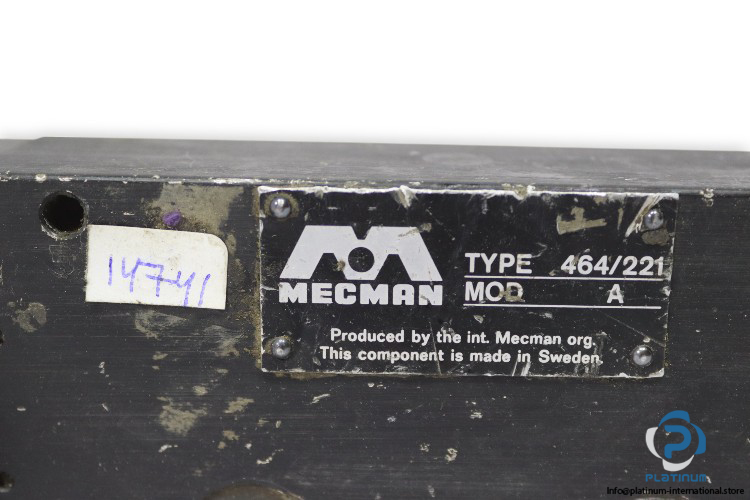 14741
MECMAN
TYPE 464/221
MOD A
Produced by the int. Mecman org.
This component is made in Sweden.
PLATINUM
Info@platinum-international.store